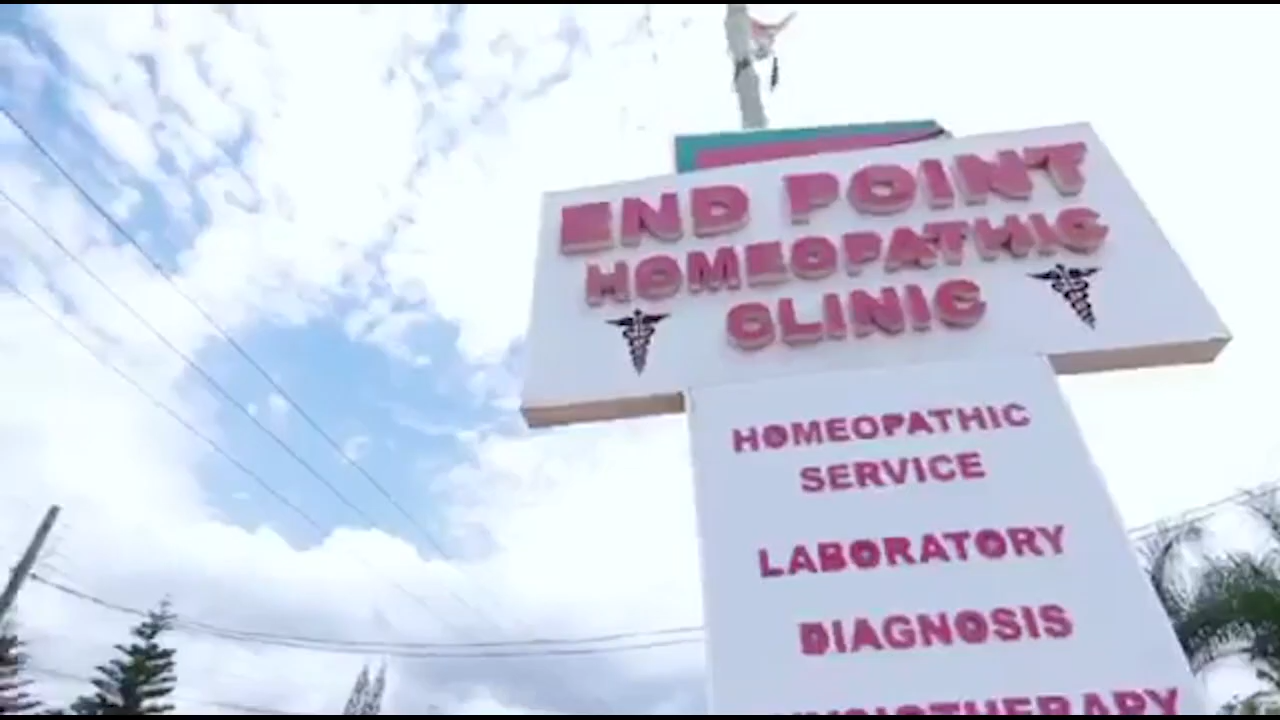 END POINT
HOMEOPATHIC
CLINIC
HOMEOPATHIC
SERVICE
LABORATORY
DIAGNOSIS